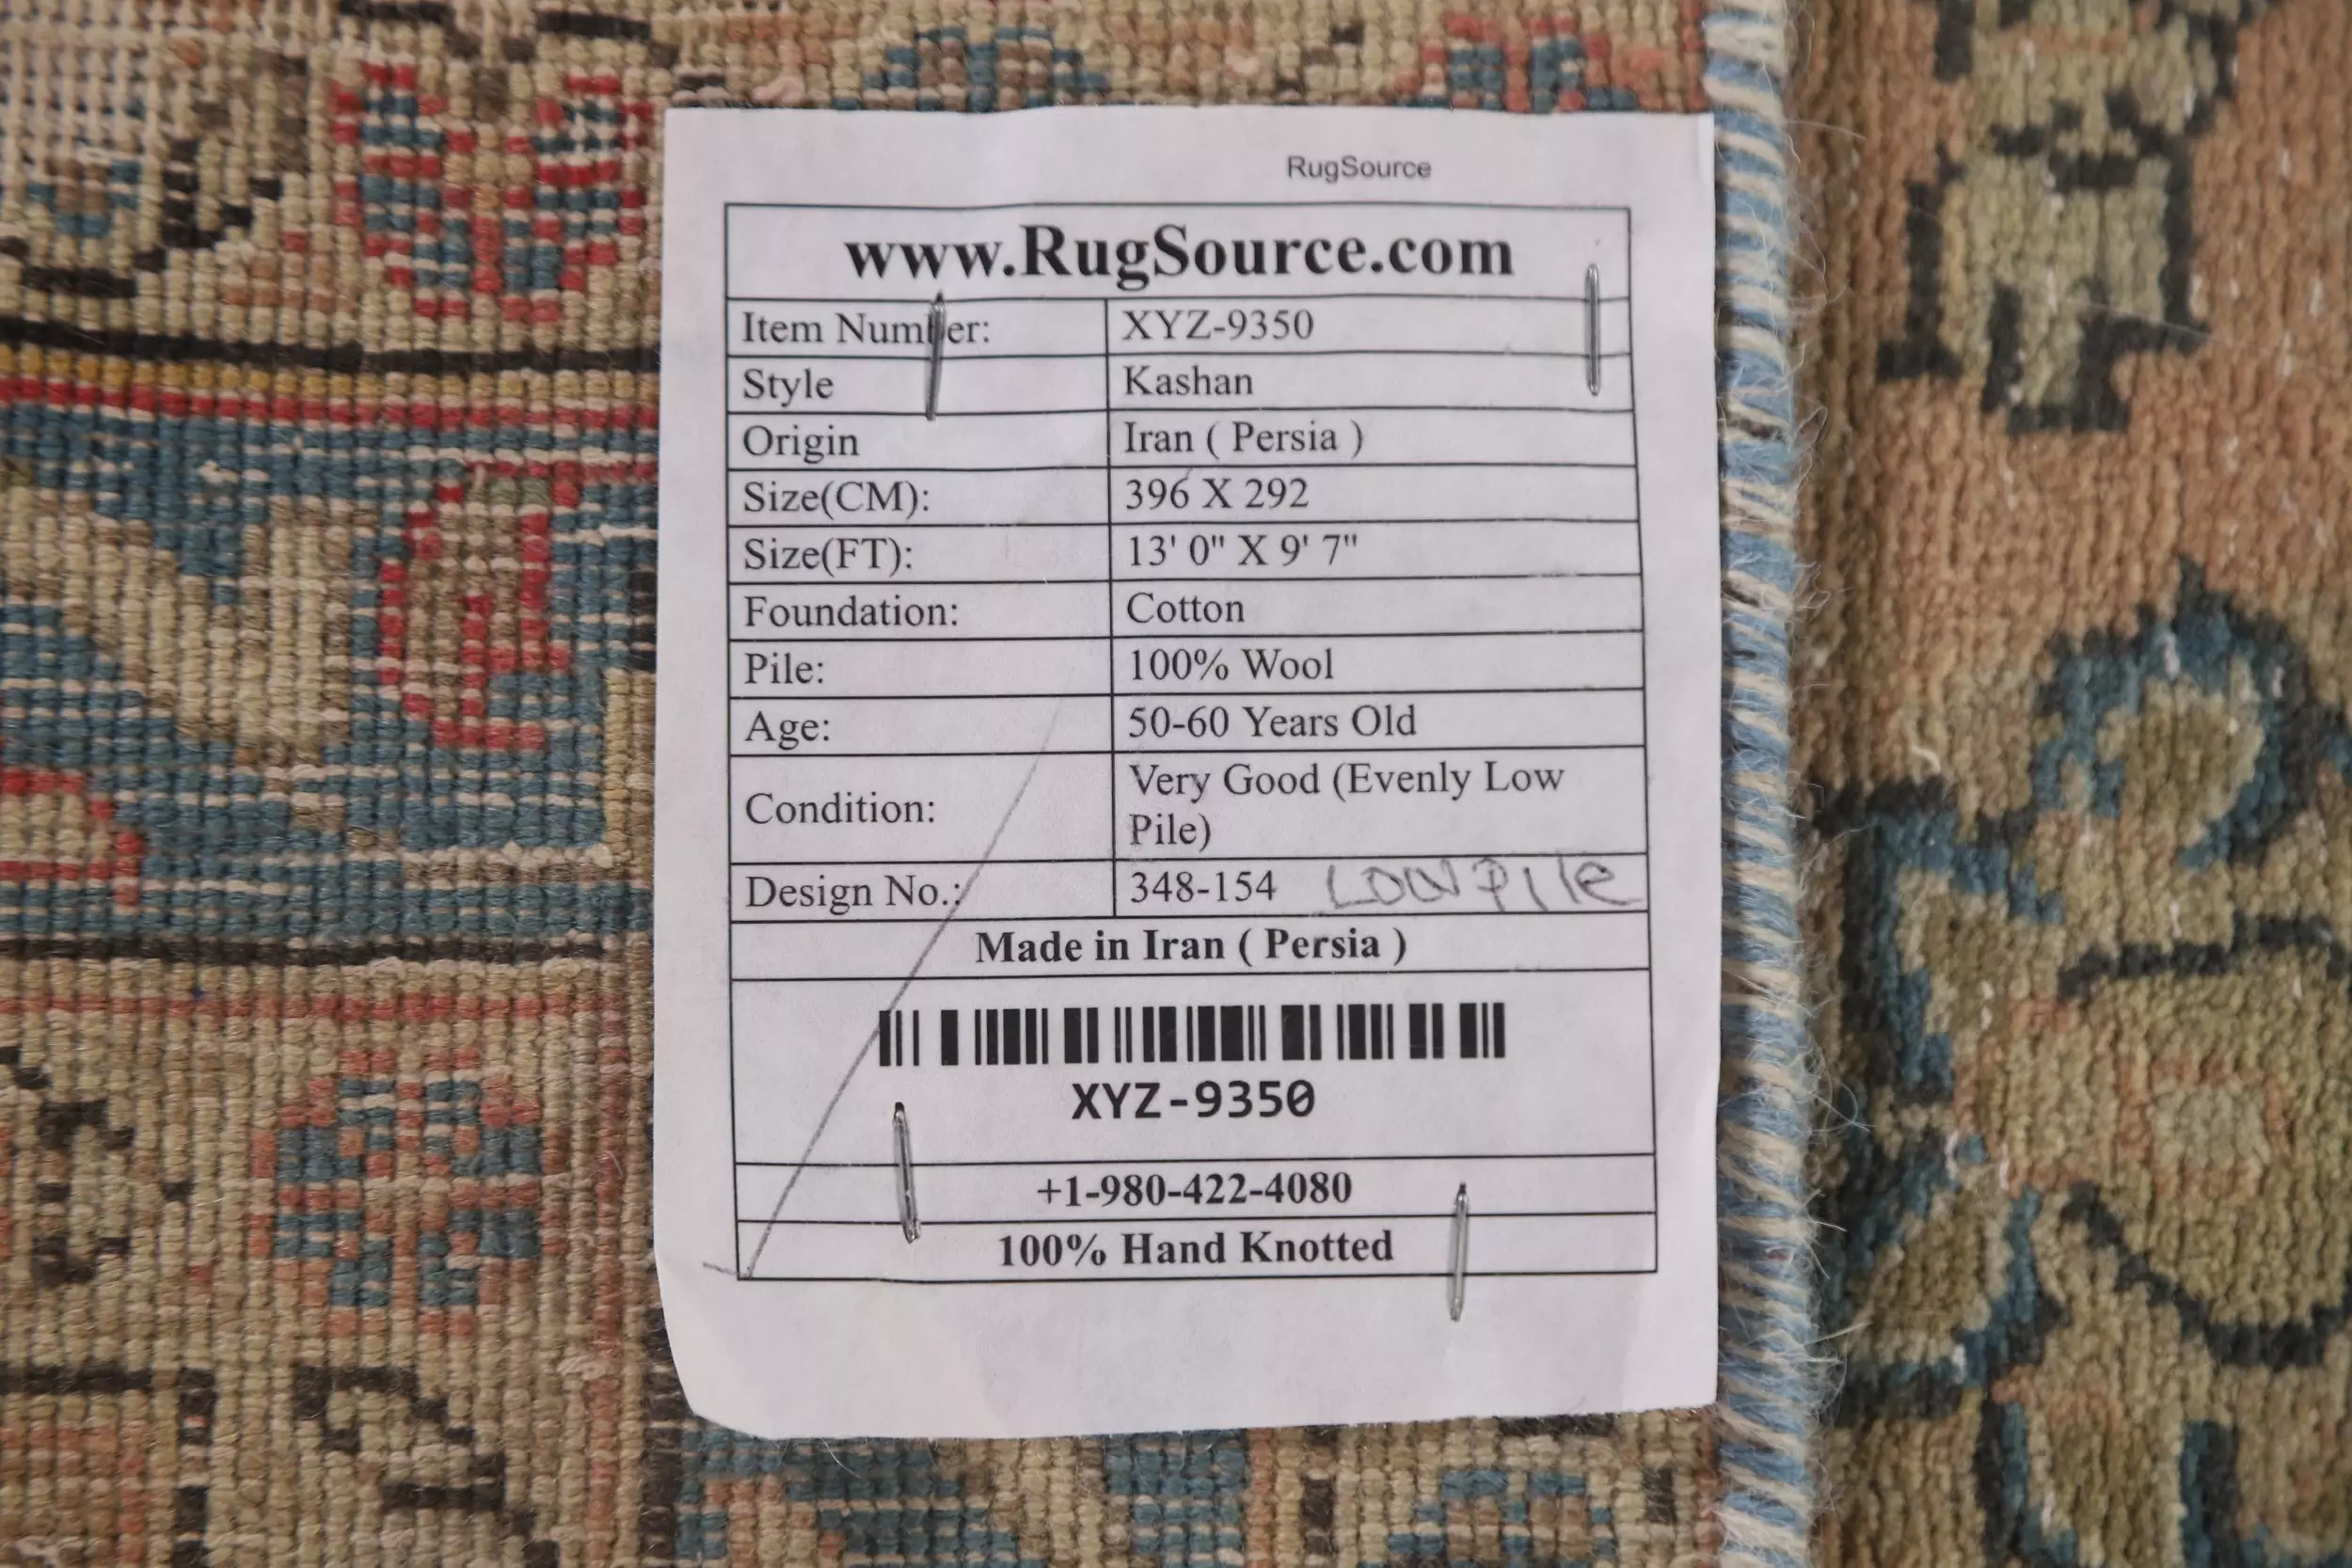 RugSource
www.RugSource.com
Item Number: XYZ-9350
Style Kashan
Origin Iran ( Persia )
Size(CM): 396 X 292
Size(FT): 13' 0" X 9' 7"
Foundation: Cotton
Pile: 100% Wool
Age: 50-60 Years Old
Condition: Very Good (Evenly Low
Pile)
Design No.: 348-154 LOW PIle
Made in Iran ( Persia )
XYZ-9350
+1-980-422-4080
100% Hand Knotted